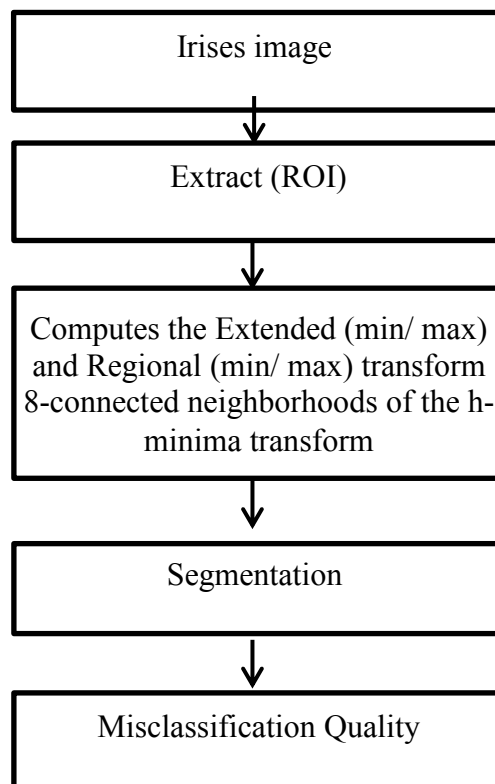 Irises image
Extract (ROI)
Computes the Extended (min/ max)
and Regional (min/ max) transform
8-connected neighborhoods of the h-
minima transform
Segmentation
Misclassification Quality